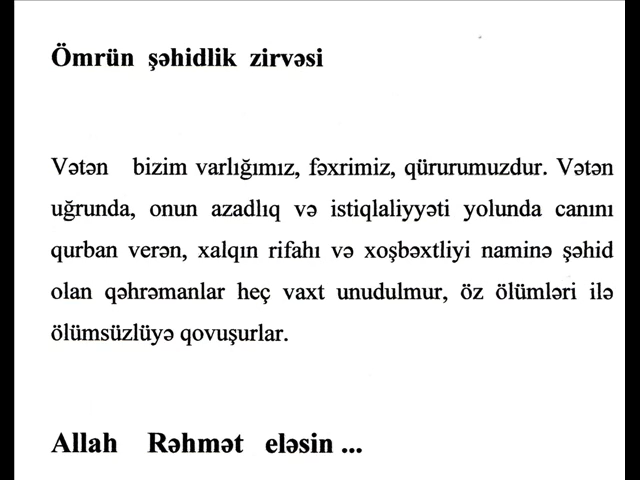 Ömrün şəhidlik zirvəsi
Vətən bizim varlığımız, fəxrimiz, qürurumuzdur. Vətən
uğrunda, onun azadlıq və istiqlaliyyəti yolunda canını
qurban verən, xalqın rifahı və xoşbəxtliyi naminə şəhid
olan qəhrəmanlar heç vaxt unudulmur, öz ölümləri ilə
ölümsüzlüyə qovuşurlar.
Allah Rəhmət eləsin ...